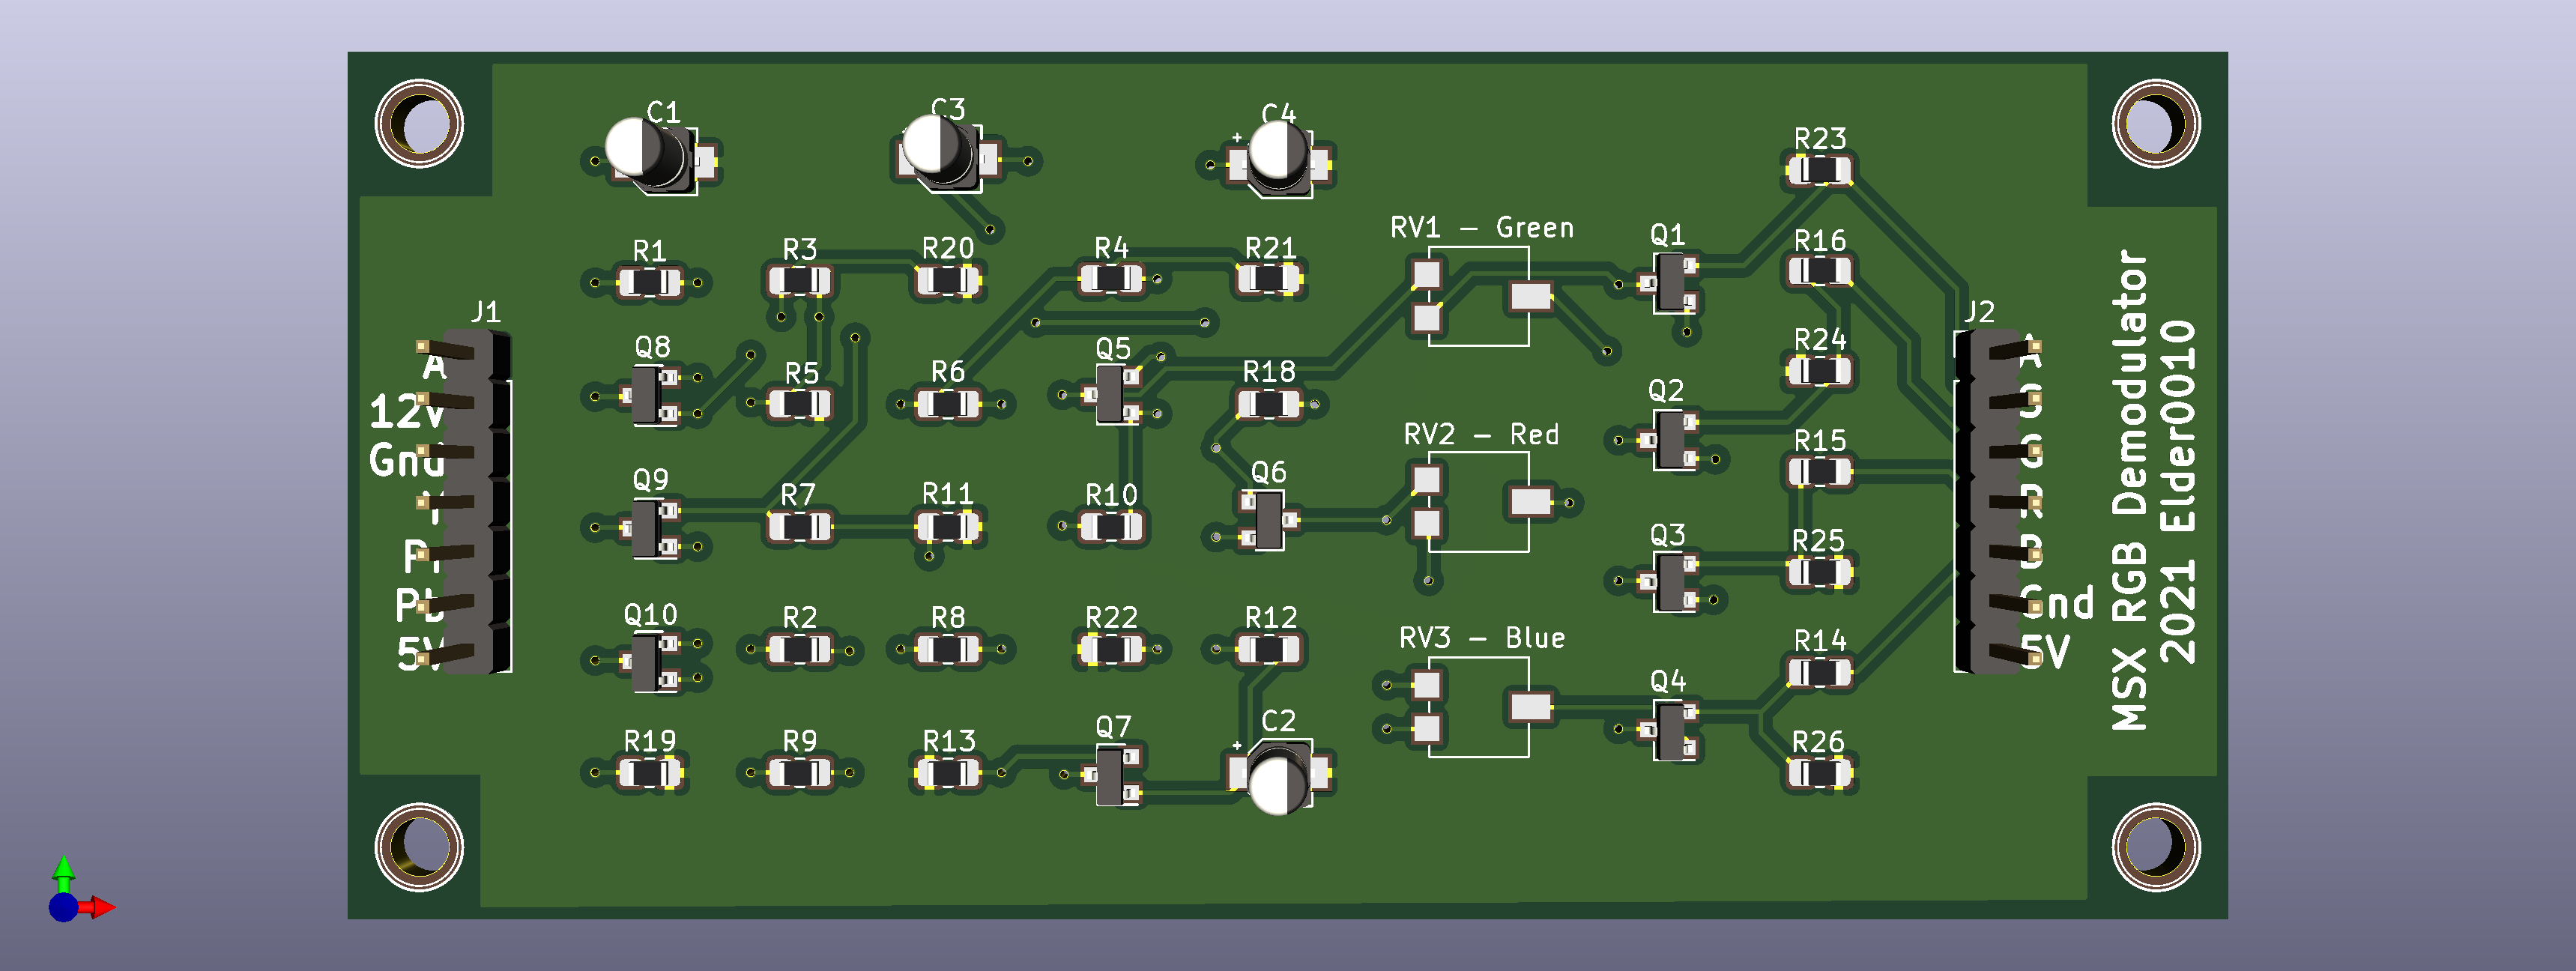 C1
C3
C4
+
R23
R1
R3
R20
R4
R21
RV1 - Green
Q1
R16
J1
J2
Q8
R5
R6
Q5
R18
Q2
R24
A
12V
Gnd
5V
Q9
R7
R11
R10
Q6
RV2 - Red
Q3
R15
R25
Q10
R2
R8
R22
R12
RV3 - Blue
Q4
R14
R19
R9
R13
Q7
C2
+
R26
5V
MSX RGB Demodulator
2021 Elder0010